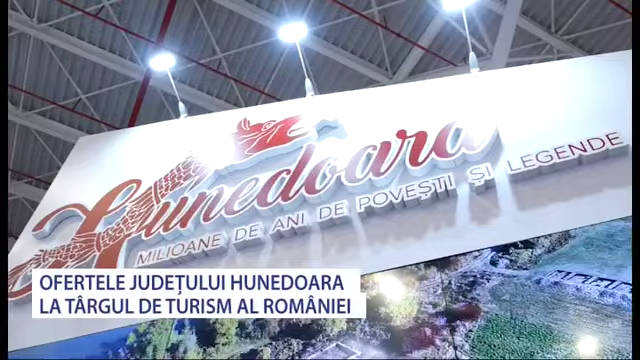 Hunedoara
MILIOANE DE ANI DE POVEȘTI ȘI LEGENDE
OFERTELE JUDEȚULUI HUNEDOARA
LA TÂRGUL DE TURISM AL ROMÂNIEI